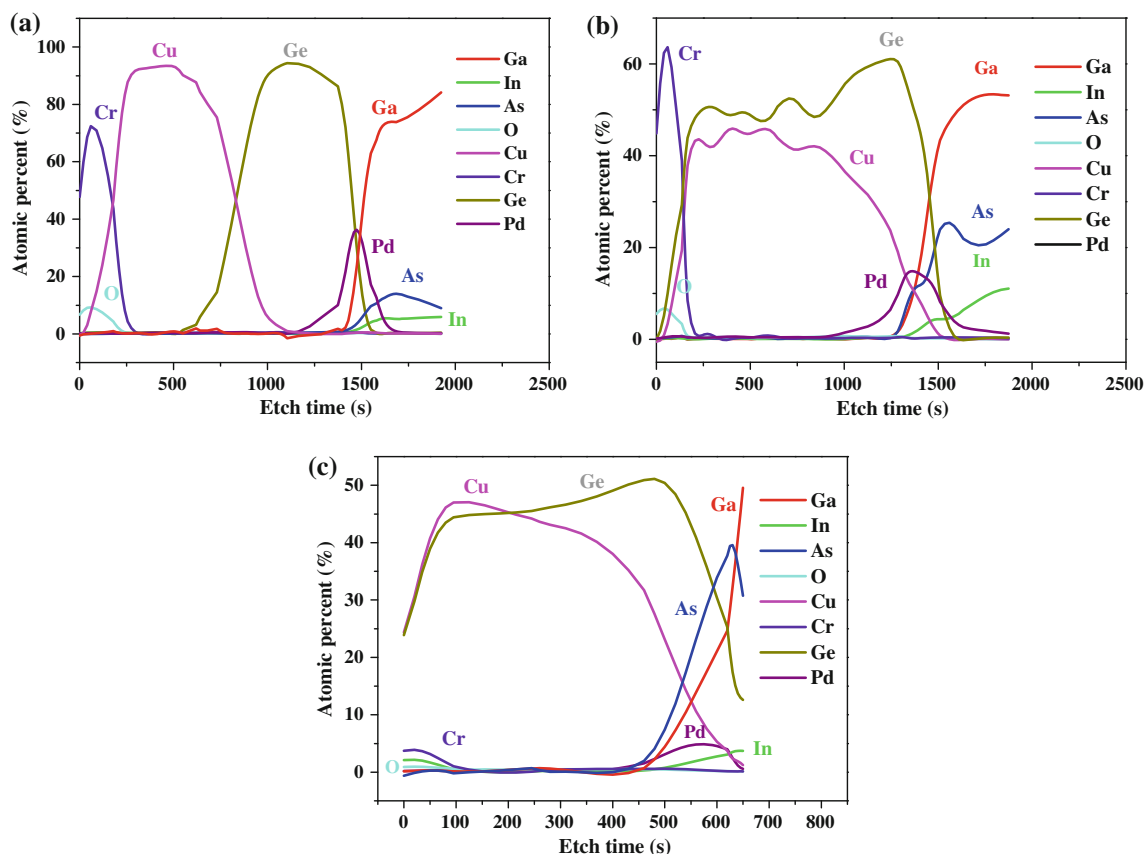 (a)
Cu
Ge
Cr
O
Ga
Pd
As
In
Ga
In
As
O
Cu
Cr
Ge
Pd
100
80
60
40
20
0
Atomic percent (%)
0
500
1000
1500
2000
2500
Etch time (s)
(b)
Cr
Ge
Ga
Cu
As
In
Pd
O
Ga
In
As
O
Cu
Cr
Ge
Pd
60
40
20
0
Atomic percent (%)
0
500
1000
1500
2000
2500
Etch time (s)
(c)
Cu
Ge
Ga
As
Pd
In
Cr
O
Ga
In
As
O
Cu
Cr
Ge
Pd
50
40
30
20
10
0
Atomic percent (%)
0
100
200
300
400
500
600
700
800
Etch time (s)